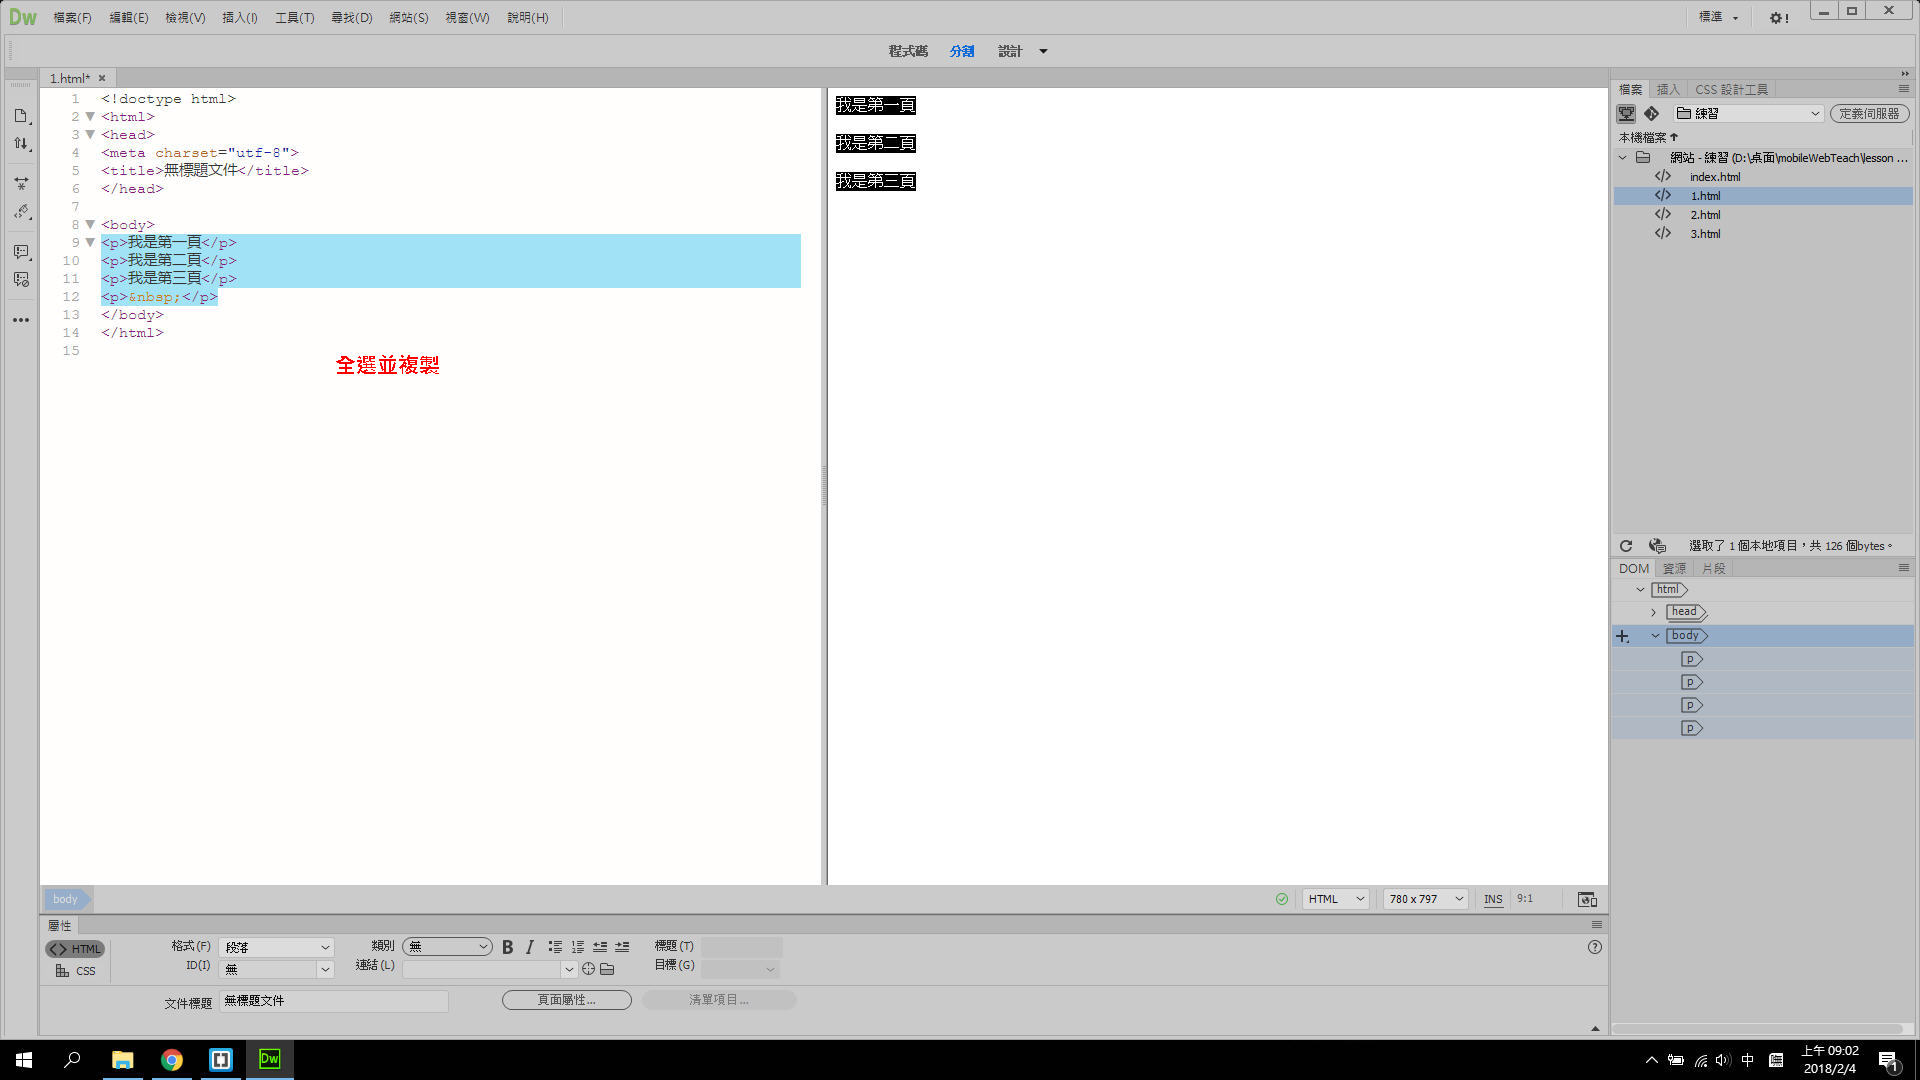 Dw 檔案(F) 編輯(E) 檢視(V) 插入(I) 工具(T) 尋找(D) 網站(S) 視窗(W) 說明(H) 標準
程式碼 分割 設計
1.html*
1 <!doctype html>
2 <html>
3 <head>
4 <meta charset="utf-8">
5 <title>無標題文件</title>
6 </head>
7
8 <body>
9 <p>我是第一頁</p>
10 <p>我是第二頁</p>
11 <p>我是第三頁</p>
12 <p>&nbsp;</p>
13 </body>
14 </html>
15
全選並複製
我是第一頁
我是第二頁
我是第三頁
檔案 插入 CSS 設計工具
練習 定義伺服器
本機檔案
網站 - 練習 (D:\桌面\mobileWebTeach\lesson ...
index.html
1.html
2.html
3.html
選取了 1 個本地項目，共 126 個bytes。
DOM 資源 片段
html
head
body
p
p
p
p
body HTML 780 x 797 INS 9:1
屬性
HTML 格式(F) 段落 類別 無 B I 標題(T)
CSS ID(I) 無 連結(L) 目標(G)
文件標題 無標題文件 頁面屬性... 清單項目...
Dw 中 上午 09:02
2018/2/4 1